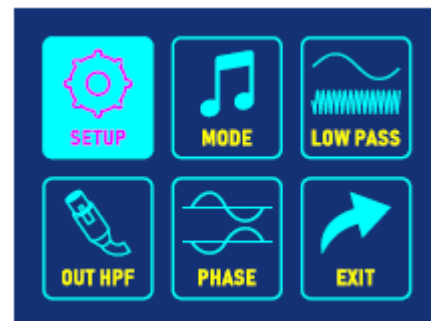 SETUP
MODE
LOW PASS
OUT HPF
PHASE
EXIT